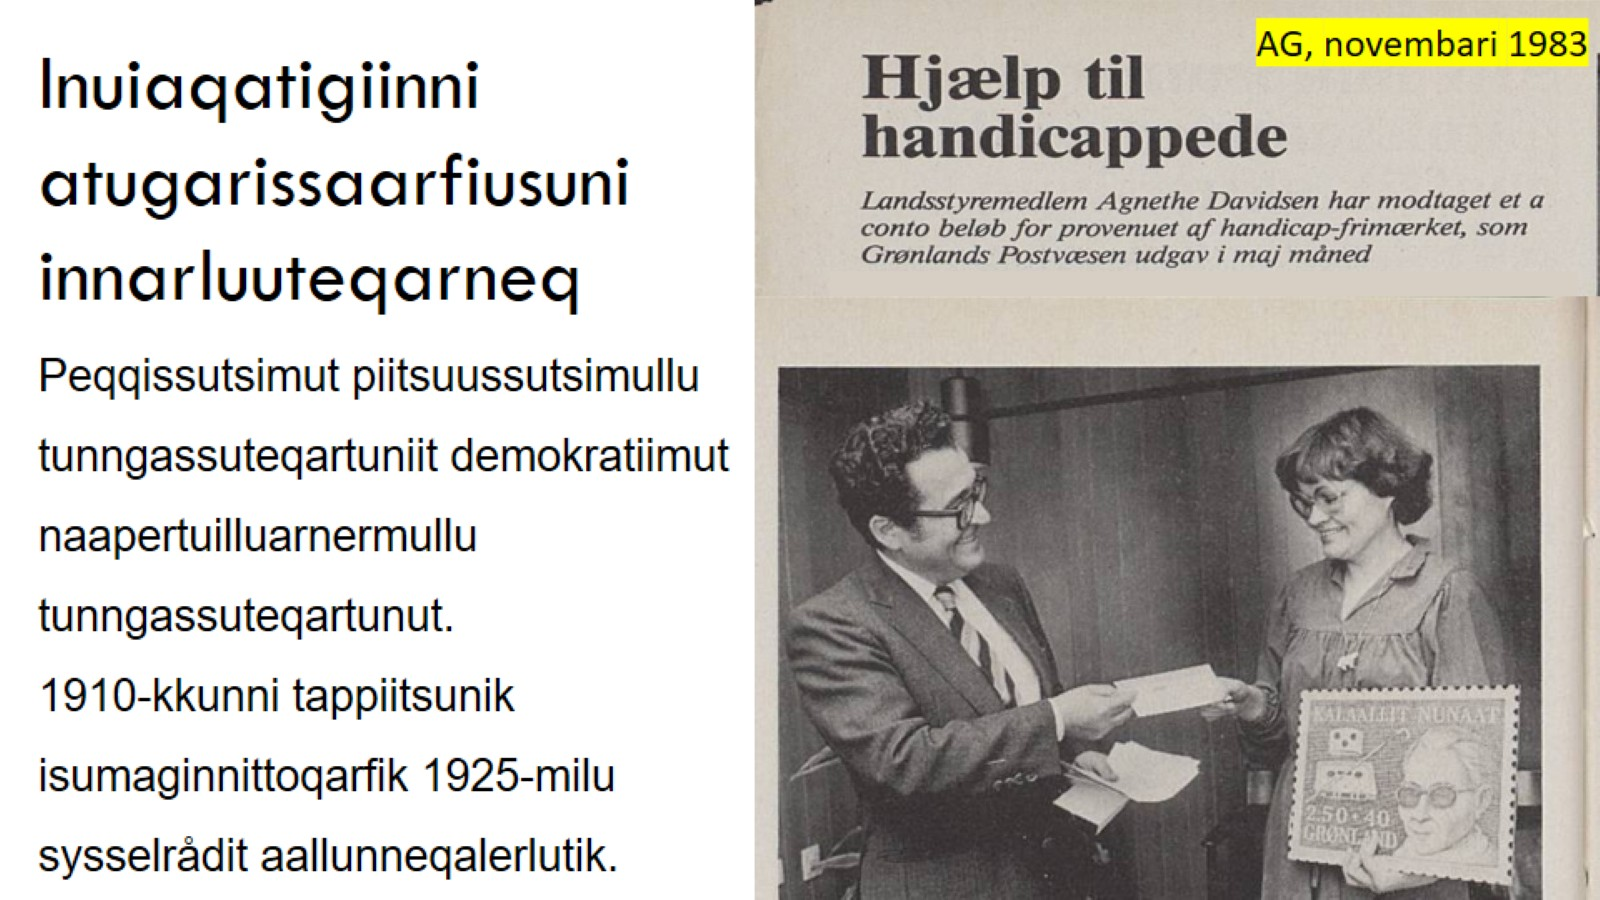 Inuiaqatigiinni
atugarissaarfiusuni
innarluuteqarneq
Peqqissutsimut piitsuussutsimullu
tunngassuteqartuniit demokratiimut
naapertuilluarnermullu
tunngassuteqartunut.
1910-kkunni tappiitsunik
isumaginnittoqarfik 1925-milu
sysselrådit aallunneqalerlutik.
AG, novembari 1983
Hjælp til
handicappede
Landsstyremedlem Agnethe Davidsen har modtaget et a
conto beløb for provenuet af handicap-frimærket, som
Grønlands Postvæsen udgav i maj måned
KALAALLIT NUNAAT
2.50+40
GRØNLAND